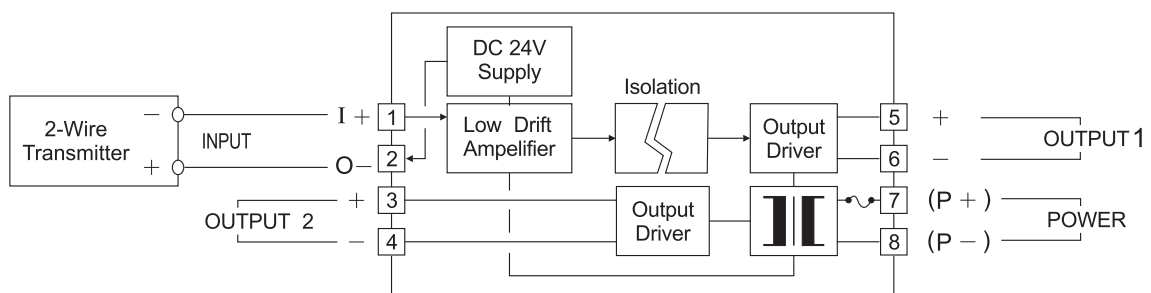 DC 24V
Supply
Isolation
2-Wire
Transmitter
−
+
INPUT
I +
O −
1
2
Low Drift
Ampelifier
Output
Driver
5
6
+
−
OUTPUT 1
OUTPUT 2
+
−
3
4
Output
Driver
7
8
(P +)
(P −)
POWER